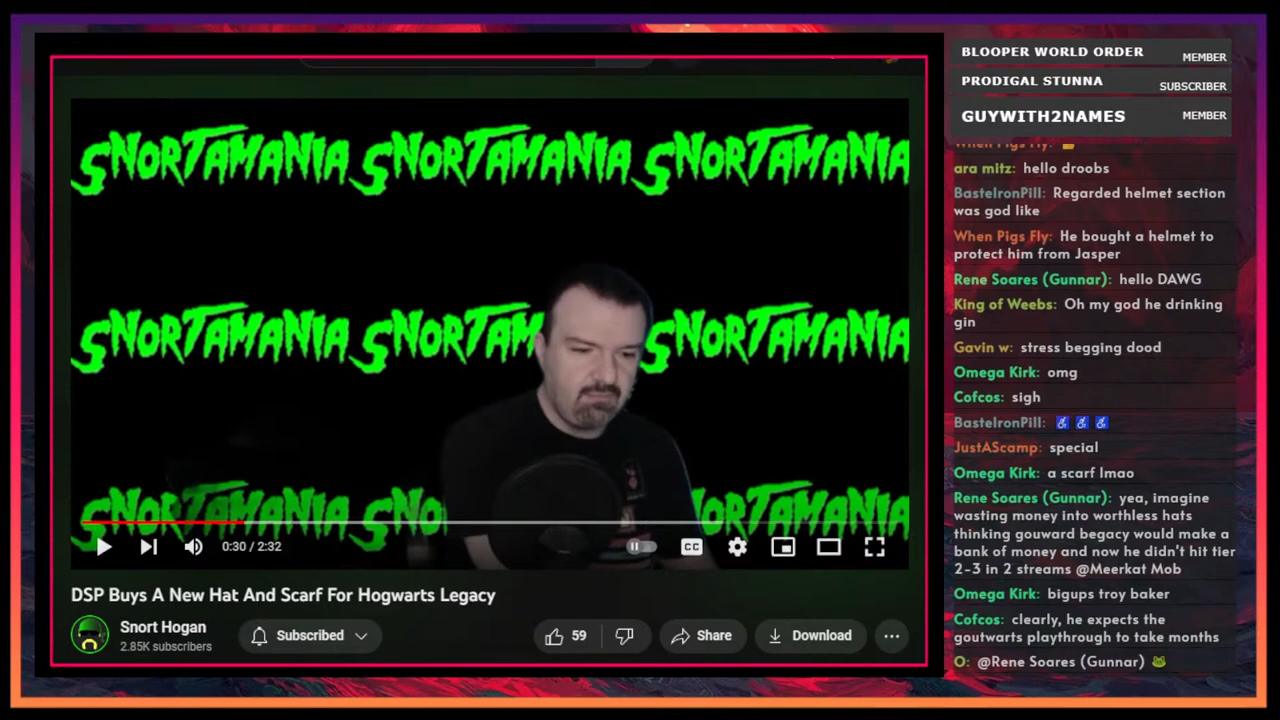 SNORTAMANIA SNORTAMANIA SNORTAMANIA
SNORTAMANIA SNORTAM SNORTAMANIA
SNORTAMANIA SNO RTAMANIA
0:30 / 2:32
CC
DSP Buys A New Hat And Scarf For Hogwarts Legacy
Snort Hogan
2.85K subscribers
Subscribed
59
Share
Download
BLOOPER WORLD ORDER MEMBER
PRODIGAL STUNNA SUBSCRIBER
GUYWITH2NAMES MEMBER
When Pigs Fly:
ara mitz: hello droobs
BasteIronPill: Regarded helmet section
was god like
When Pigs Fly: He bought a helmet to
protect him from Jasper
Rene Soares (Gunnar): hello DAWG
King of Weebs: Oh my god he drinking
gin
Gavin w: stress begging dood
Omega Kirk: omg
Cofcos: sigh
BasteIronPill: ♿ ♿ ♿
JustAScamp: special
Omega Kirk: a scarf lmao
Rene Soares (Gunnar): yea, imagine
wasting money into worthless hats
thinking gouward begacy would make a
bank of money and now he didn't hit tier
2-3 in 2 streams @Meerkat Mob
Omega Kirk: bigups troy baker
Cofcos: clearly, he expects the
goutwarts playthrough to take months
O: @Rene Soares (Gunnar) 🐸